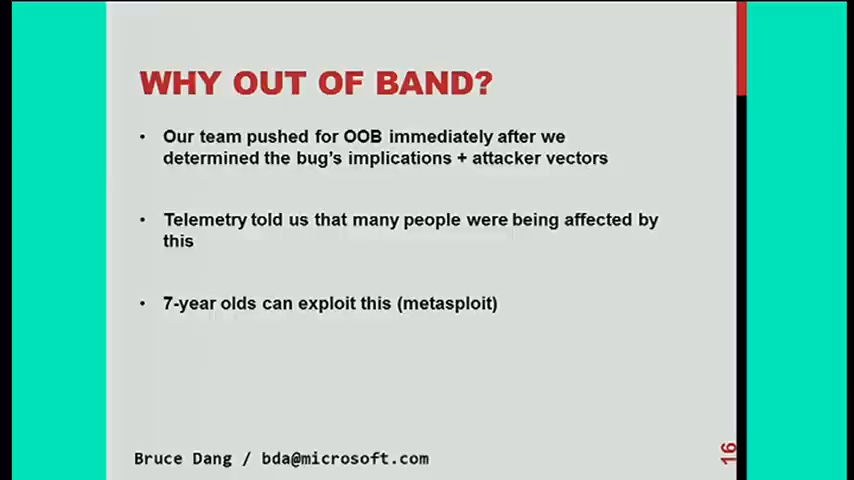 WHY OUT OF BAND?
• Our team pushed for OOB immediately after we
determined the bug's implications + attacker vectors
• Telemetry told us that many people were being affected by
this
• 7-year olds can exploit this (metasploit)
Bruce Dang / bda@microsoft.com
16